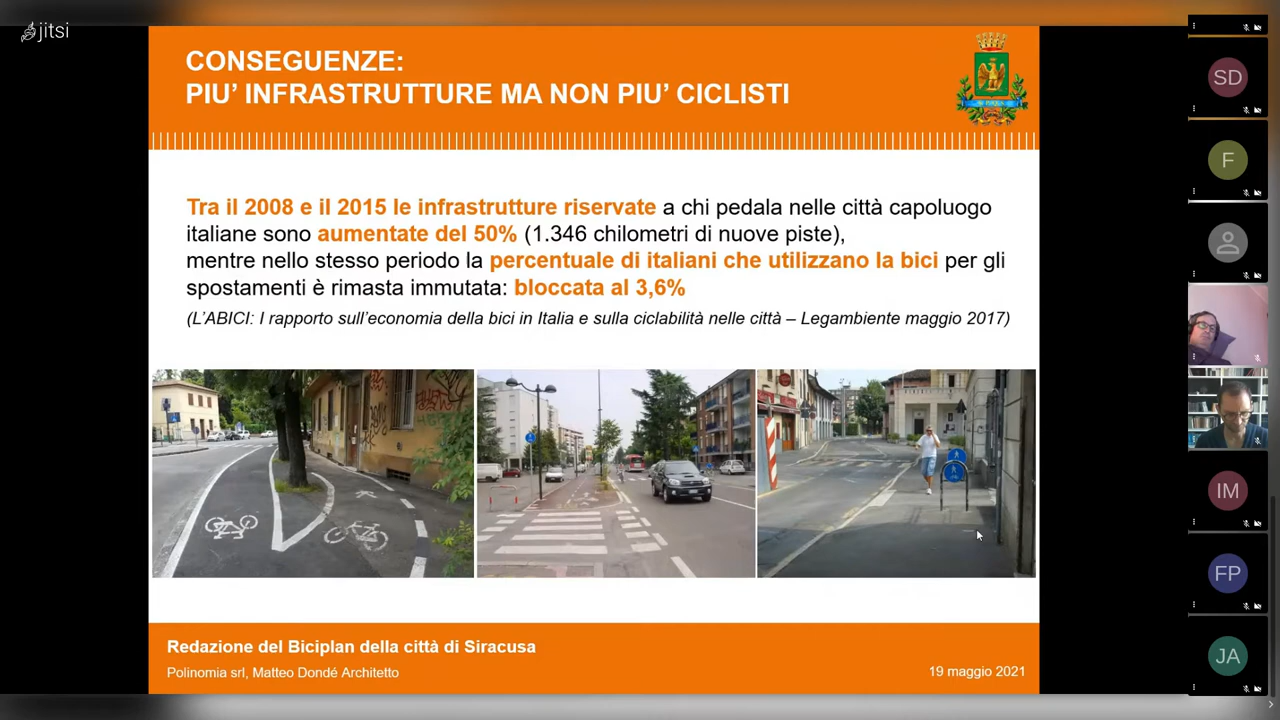 jitsi
CONSEGUENZE:
PIU' INFRASTRUTTURE MA NON PIU' CICLISTI
Tra il 2008 e il 2015 le infrastrutture riservate a chi pedala nelle città capoluogo
italiane sono aumentate del 50% (1.346 chilometri di nuove piste),
mentre nello stesso periodo la percentuale di italiani che utilizzano la bici per gli
spostamenti è rimasta immutata: bloccata al 3,6%
(L'ABICI: I rapporto sull'economia della bici in Italia e sulla ciclabilità nelle città – Legambiente maggio 2017)
Redazione del Biciplan della città di Siracusa
Polinomia srl, Matteo Dondé Architetto
19 maggio 2021
SD
F
IM
FP
JA